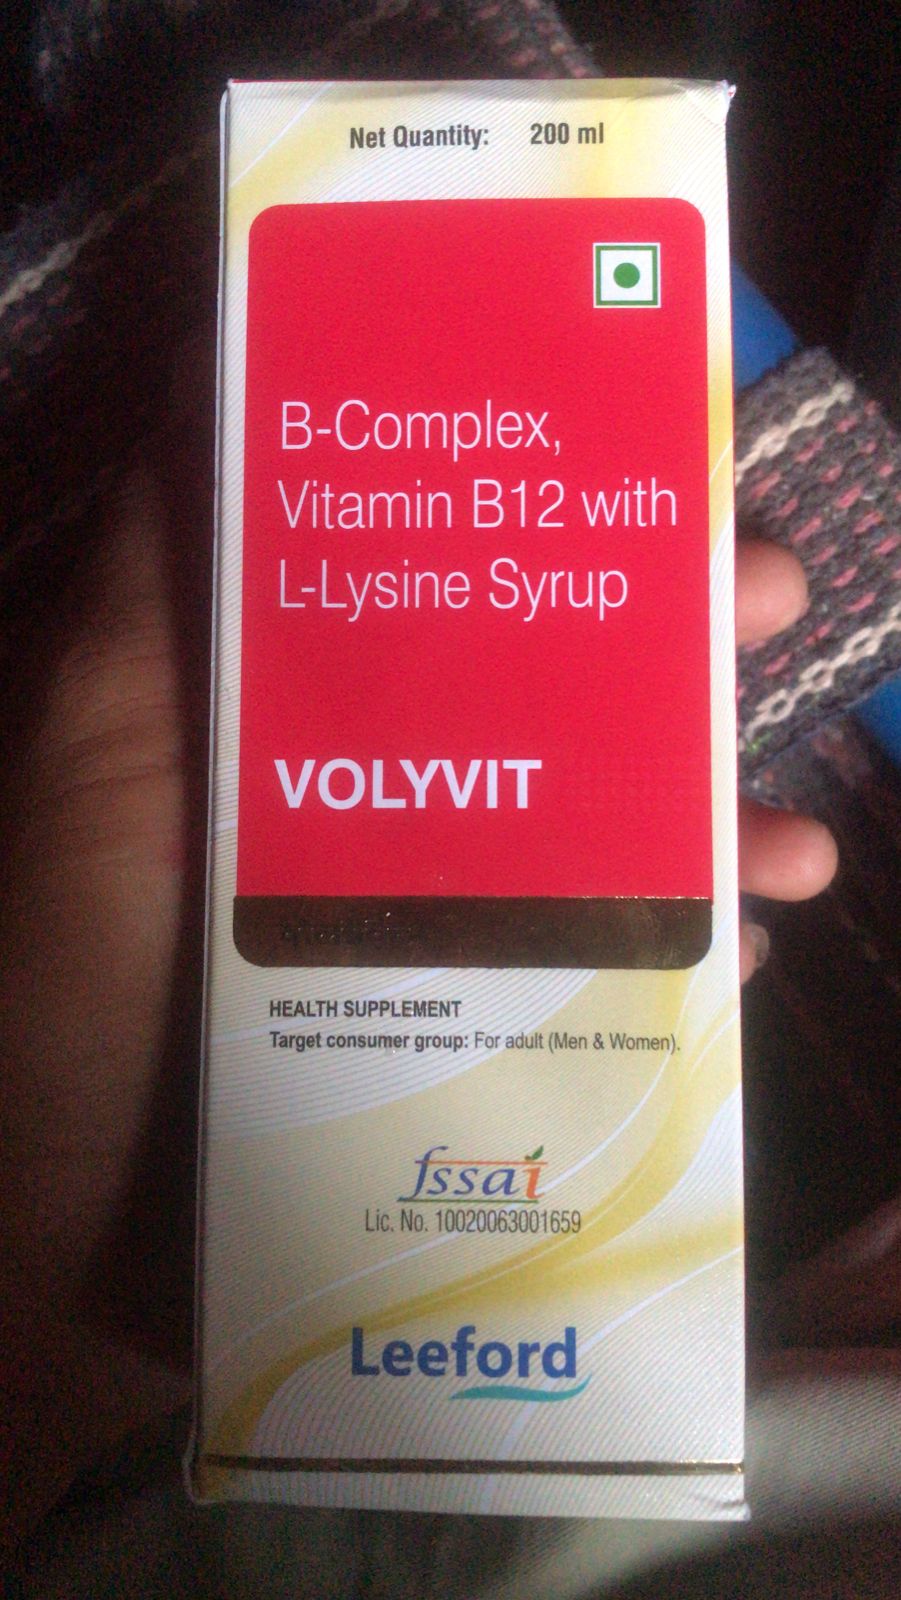 Net Quantity: 200 ml
B-Complex,
Vitamin B12 with
L-Lysine Syrup
VOLYVIT
HEALTH SUPPLEMENT
Target consumer group: For adult (Men & Women).
fssai
Lic. No. 10020063001659
Leeford